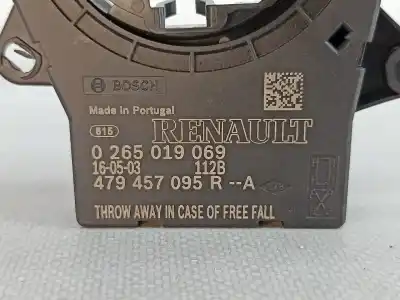 BOSCH
Made in Portugal
615 RENAULT
0 265 019 069
16-05-03 112B
479 457 095 R --A
THROW AWAY IN CASE OF FREE FALL